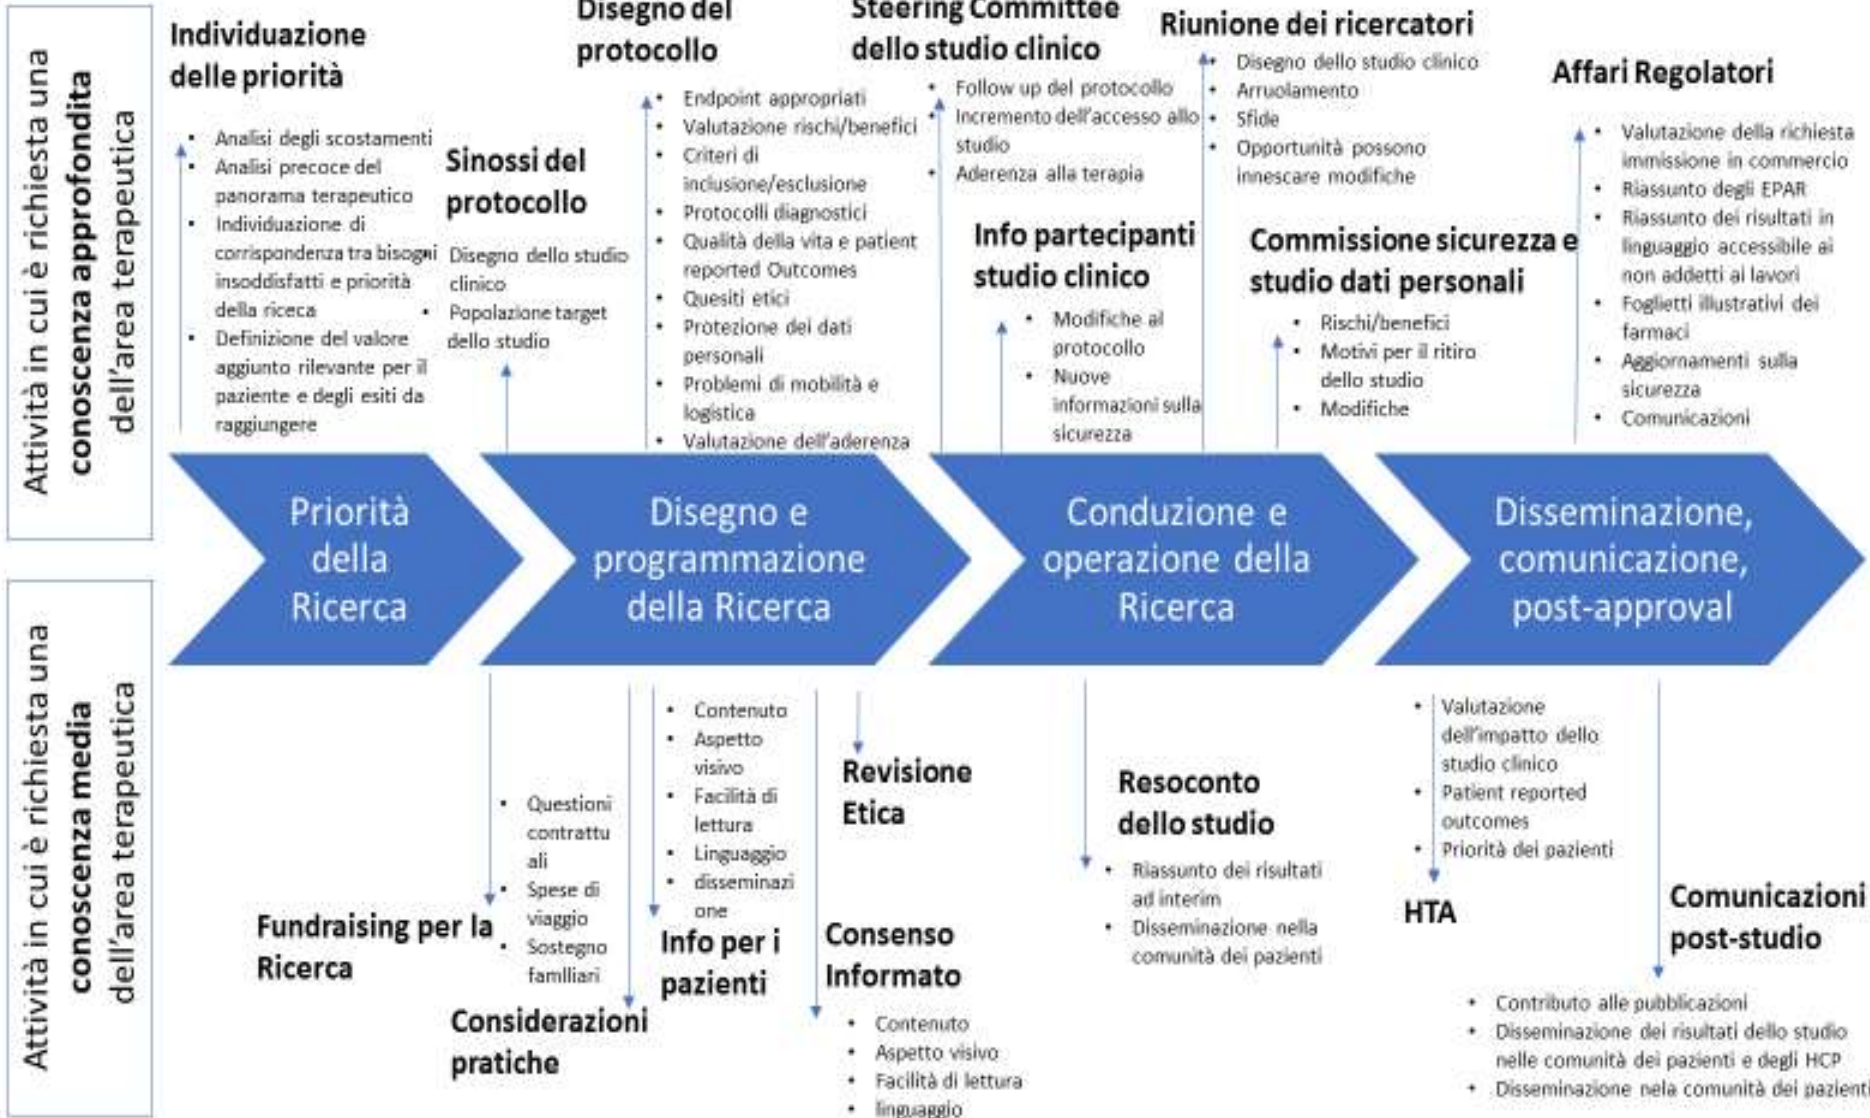 Attività in cui è richiesta una
conoscenza approfondita
dell'area terapeutica
Individuazione
delle priorità
• Analisi degli scostamenti
• Analisi precoce del
panorama terapeutico
• Individuazione di
corrispondenza tra bisogni
insoddisfatti e priorità
della riceca
• Definizione del valore
aggiunto rilevante per il
paziente e degli esiti da
raggiungere
Sinossi del
protocollo
• Disegno dello studio
clinico
• Popolazione target
dello studio
Disegno del
protocollo
• Endpoint appropriati
• Valutazione rischi/benefici
• Criteri di
inclusione/esclusione
• Protocolli diagnostici
• Qualità della vita e patient
reported Outcomes
• Quesiti etici
• Protezione dei dati
personali
• Problemi di mobilità e
logistica
• Valutazione dell'aderenza
Steering Committee
dello studio clinico
• Follow up del protocollo
• Incremento dell'accesso allo
studio
• Aderenza alla terapia
Info partecipanti
studio clinico
• Modifiche al
protocollo
• Nuove
informazioni sulla
sicurezza
Riunione dei ricercatori
• Disegno dello studio clinico
• Arruolamento
• Sfide
• Opportunità possono
innescare modifiche
Commissione sicurezza e
studio dati personali
• Rischi/benefici
• Motivi per il ritiro
dello studio
• Modifiche
Affari Regolatori
• Valutazione della richiesta
immissione in commercio
• Riassunto degli EPAR
• Riassunto dei risultati in
linguaggio accessibile ai
non addetti ai lavori
• Foglietti illustrativi dei
farmaci
• Aggiornamenti sulla
sicurezza
• Comunicazioni
Priorità
della
Ricerca
Disegno e
programmazione
della Ricerca
Conduzione e
operazione della
Ricerca
Disseminazione,
comunicazione,
post-approval
Attività in cui è richiesta una
conoscenza media
dell'area terapeutica
Fundraising per la
Ricerca
• Questioni
contrattu
ali
• Spese di
viaggio
• Sostegno
familiari
Considerazioni
pratiche
• Contenuto
• Aspetto
visivo
• Facilità di
lettura
• Linguaggio
• disseminazi
one
Info per i
pazienti
Revisione
Etica
Consenso
Informato
• Contenuto
• Aspetto visivo
• Facilità di lettura
• linguaggio
Resoconto
dello studio
• Riassunto dei risultati
ad interim
• Disseminazione nella
comunità dei pazienti
• Valutazione
dell'impatto dello
studio clinico
• Patient reported
outcomes
• Priorità dei pazienti
HTA
Comunicazioni
post-studio
• Contributo alle pubblicazioni
• Disseminazione dei risultati dello studio
nelle comunità dei pazienti e degli HCP
• Disseminazione nela comunità dei pazienti